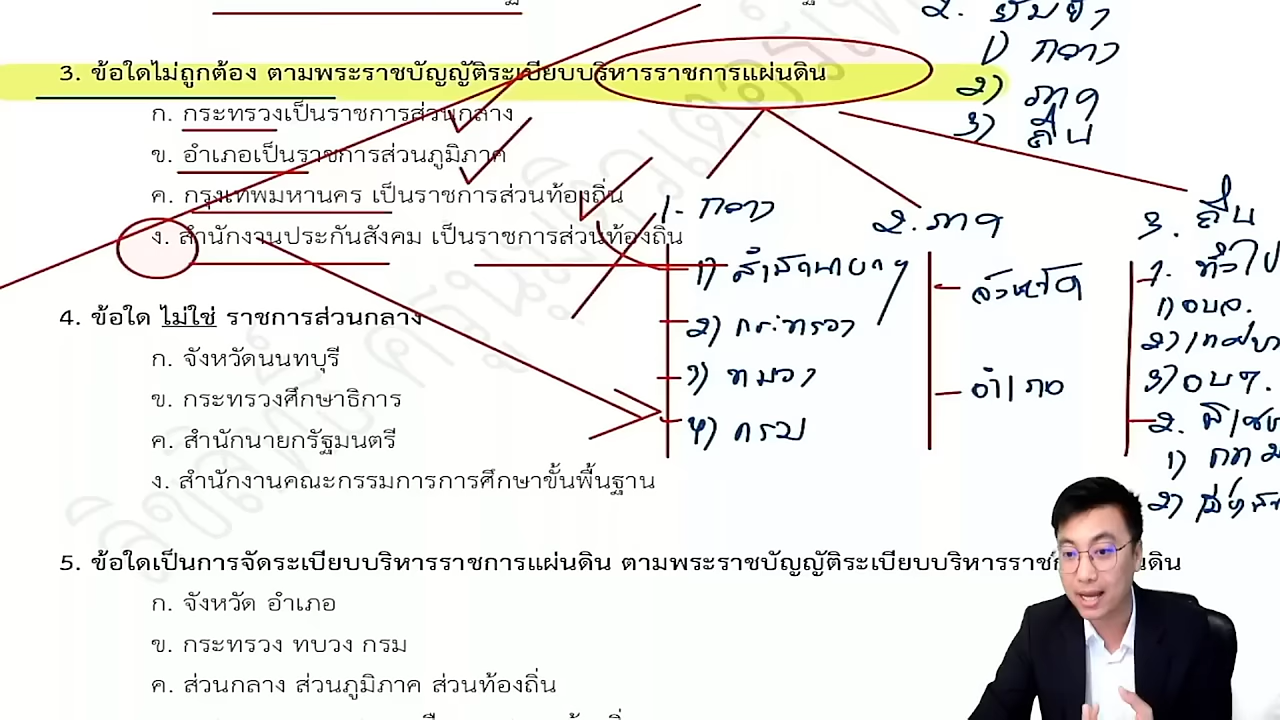 3. ข้อใดไม่ถูกต้อง ตามพระราชบัญญัติระเบียบบริหารราชการแผ่นดิน
ก. กระทรวงเป็นราชการส่วนกลาง
ข. อำเภอเป็นราชการส่วนภูมิภาค
ค. กรุงเทพมหานคร เป็นราชการส่วนท้องถิ่น
ง. สำนักงานประกันสังคม เป็นราชการส่วนท้องถิ่น
4. ข้อใด ไม่ใช่ ราชการส่วนกลาง
ก. จังหวัดนนทบุรี
ข. กระทรวงศึกษาธิการ
ค. สำนักนายกรัฐมนตรี
ง. สำนักงานคณะกรรมการการศึกษาขั้นพื้นฐาน
5. ข้อใดเป็นการจัดระเบียบบริหารราชการแผ่นดิน ตามพระราชบัญญัติระเบียบบริหารราช
ก. จังหวัด อำเภอ
ข. กระทรวง ทบวง กรม
ค. ส่วนกลาง ส่วนภูมิภาค ส่วนท้องถิ่น
1) กลาง
2) ภาค
3) ถิ่น
1. กลาง
1) สำนักนายกฯ
2) กระทรวง
3) ทบวง
4) กรม
2. ภาค
จังหวัด
อำเภอ
3. ถิ่น
1. ทั่วไป
1) อบจ.
3) อบต.
2.
1) กทม
2)